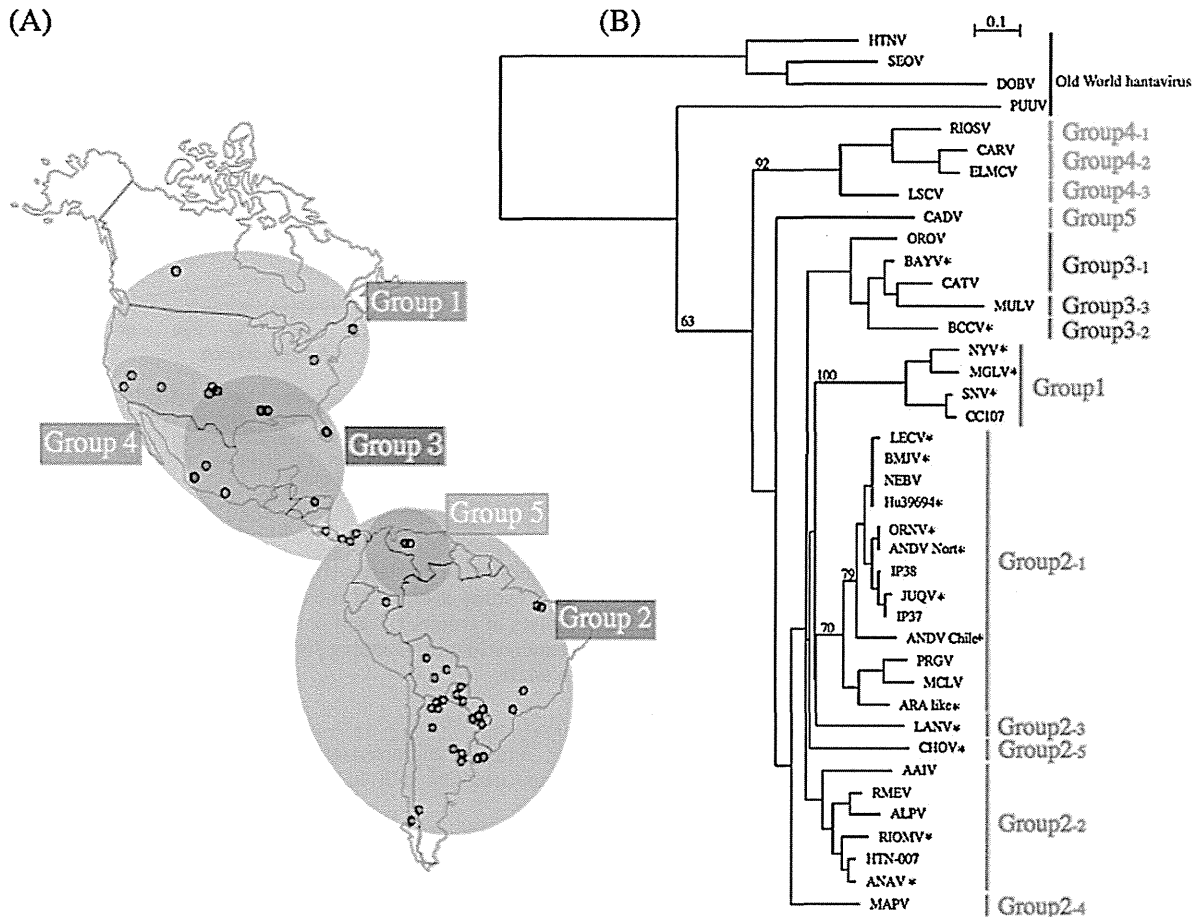 (A)
Group 1
Group 4
Group 3
Group 5
Group 2
(B)
0.1
HTNV
SEOV
DOBV
PUUV
Old World hantavirus
92
RIOSV
CARV
ELMCV
LSCV
Group4-1
Group4-2
Group4-3
CADV
Group5
63
OROV
BAYV*
CATV
MULV
BCCV*
Group3-1
Group3-3
Group3-2
100
NYV*
MGLV*
SNV*
CC107
Group1
LECV*
BMJV*
NEBV
Hu39694*
ORNV*
ANDV Nort*
79
IP38
JUQV*
IP37
70
ANDV Chile*
PRGV
MCLV
ARA like*
Group2-1
LANV*
Group2-3
CHOV*
Group2-5
AAIV
RMEV
ALPV
RIOMV*
HTN-007
ANAV*
Group2-2
MAPV
Group2-4